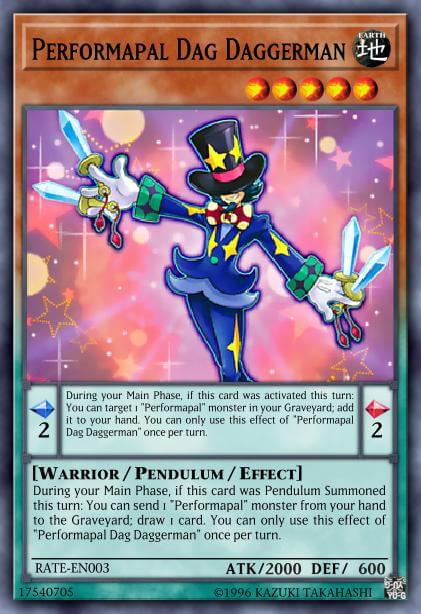 PERFORMAPAL DAG DAGGERMAN
EARTH
地
During your Main Phase, if this card was activated this turn:
You can target 1 "Performapal" monster in your Graveyard; add
it to your hand. You can only use this effect of "Performapal
Dag Daggerman" once per turn.
2
2
[WARRIOR / PENDULUM / EFFECT]
During your Main Phase, if this card was Pendulum Summoned
this turn: You can send 1 "Performapal" monster from your hand
to the Graveyard; draw 1 card. You can only use this effect of
"Performapal Dag Daggerman" once per turn.
RATE-EN003
ATK/2000 DEF/ 600
17540705
©1996 KAZUKI TAKAHASHI